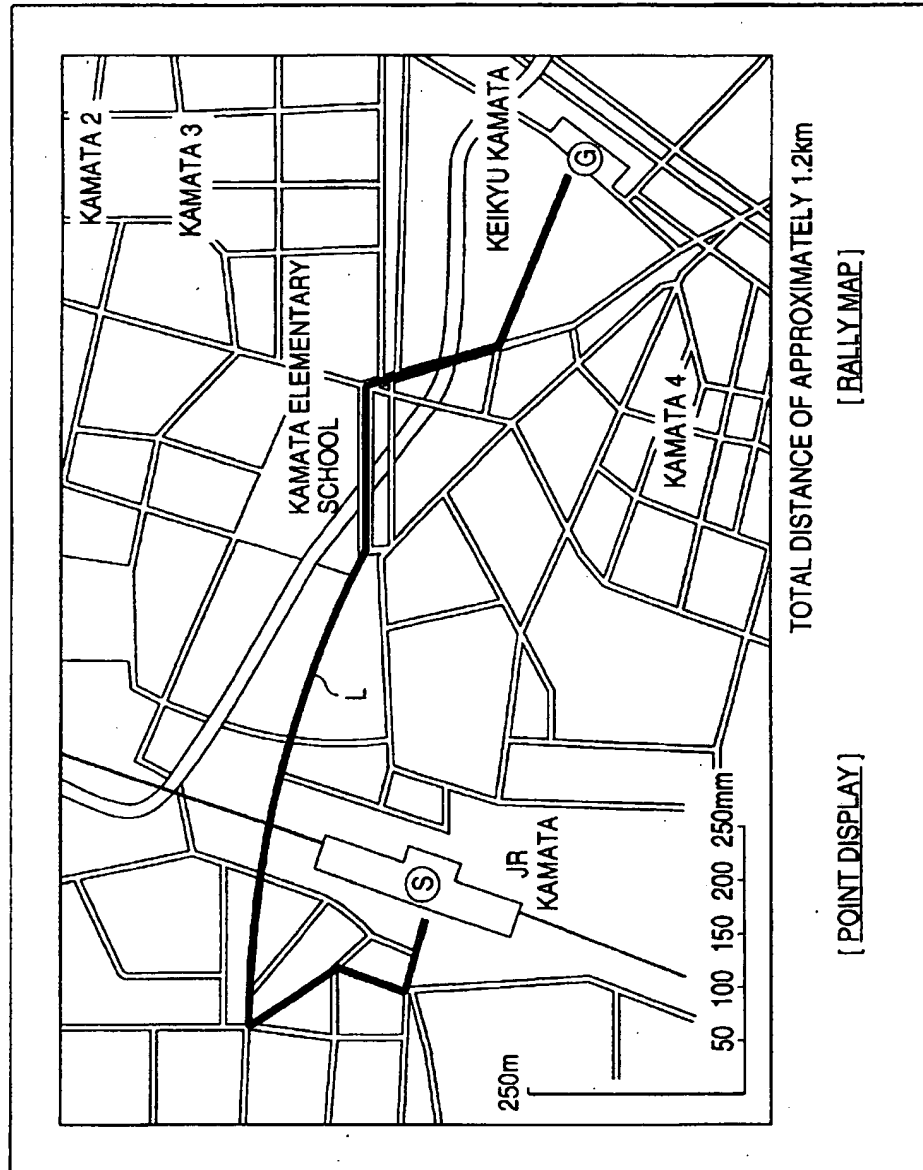 KAMATA 2
KAMATA 3
KAMATA ELEMENTARY
SCHOOL
KEIKYU KAMATA
G
L
S
JR
KAMATA
KAMATA 4
250m
50 100 150 200 250mm
TOTAL DISTANCE OF APPROXIMATELY 1.2km
[POINT DISPLAY]
[RALLY MAP]